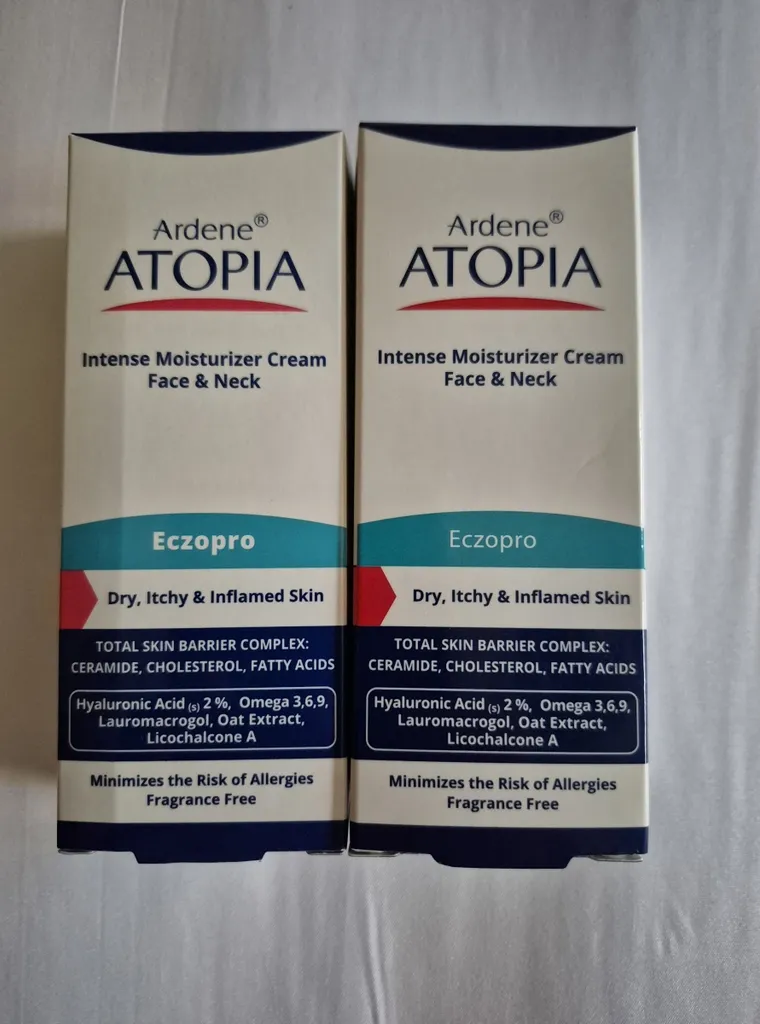 Ardene®
ATOPIA
Intense Moisturizer Cream
Face & Neck
Eczopro
Dry, Itchy & Inflamed Skin
TOTAL SKIN BARRIER COMPLEX:
CERAMIDE, CHOLESTEROL, FATTY ACIDS
Hyaluronic Acid (s) 2 %, Omega 3,6,9,
Lauromacrogol, Oat Extract,
Licochalcone A
Minimizes the Risk of Allergies
Fragrance Free
Ardene®
ATOPIA
Intense Moisturizer Cream
Face & Neck
Eczopro
Dry, Itchy & Inflamed Skin
TOTAL SKIN BARRIER COMPLEX:
CERAMIDE, CHOLESTEROL, FATTY ACIDS
Hyaluronic Acid (s) 2 %, Omega 3,6,9,
Lauromacrogol, Oat Extract,
Licochalcone A
Minimizes the Risk of Allergies
Fragrance Free